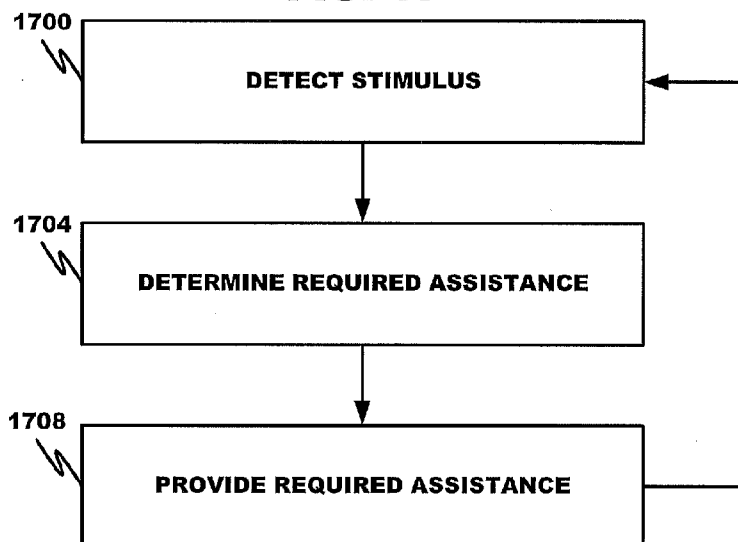 1700
DETECT STIMULUS
1704
DETERMINE REQUIRED ASSISTANCE
1708
PROVIDE REQUIRED ASSISTANCE